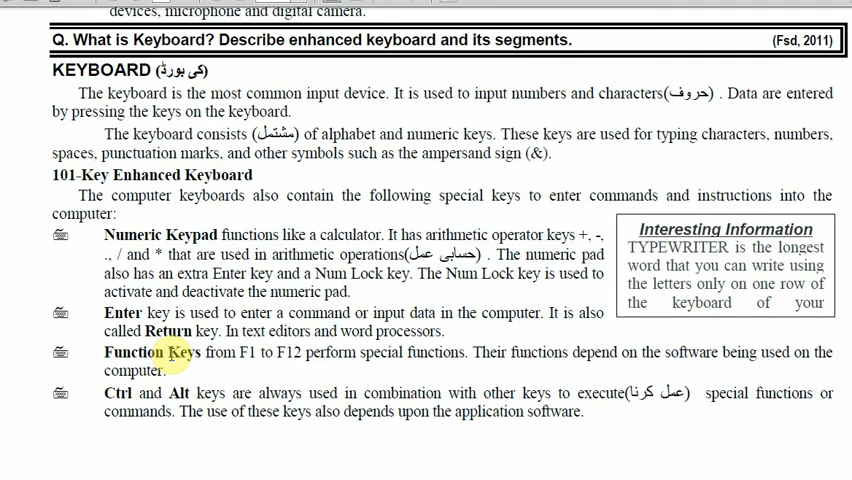 devices, microphone and digital camera.
Q. What is Keyboard? Describe enhanced keyboard and its segments. (Fsd, 2011)
KEYBOARD (کی بورڈ)
The keyboard is the most common input device. It is used to input numbers and characters(حروف) . Data are entered
by pressing the keys on the keyboard.
The keyboard consists (مشتمل) of alphabet and numeric keys. These keys are used for typing characters, numbers,
spaces, punctuation marks, and other symbols such as the ampersand sign (&).
101-Key Enhanced Keyboard
The computer keyboards also contain the following special keys to enter commands and instructions into the
computer:
Numeric Keypad functions like a calculator. It has arithmetic operator keys +, -,
., / and * that are used in arithmetic operations(حسابی عمل) . The numeric pad
also has an extra Enter key and a Num Lock key. The Num Lock key is used to
activate and deactivate the numeric pad.
Enter key is used to enter a command or input data in the computer. It is also
called Return key. In text editors and word processors.
Interesting Information
TYPEWRITER is the longest
word that you can write using
the letters only on one row of
the keyboard of your
Function Keys from F1 to F12 perform special functions. Their functions depend on the software being used on the
computer.
Ctrl and Alt keys are always used in combination with other keys to execute(عمل کرنا) special functions or
commands. The use of these keys also depends upon the application software.